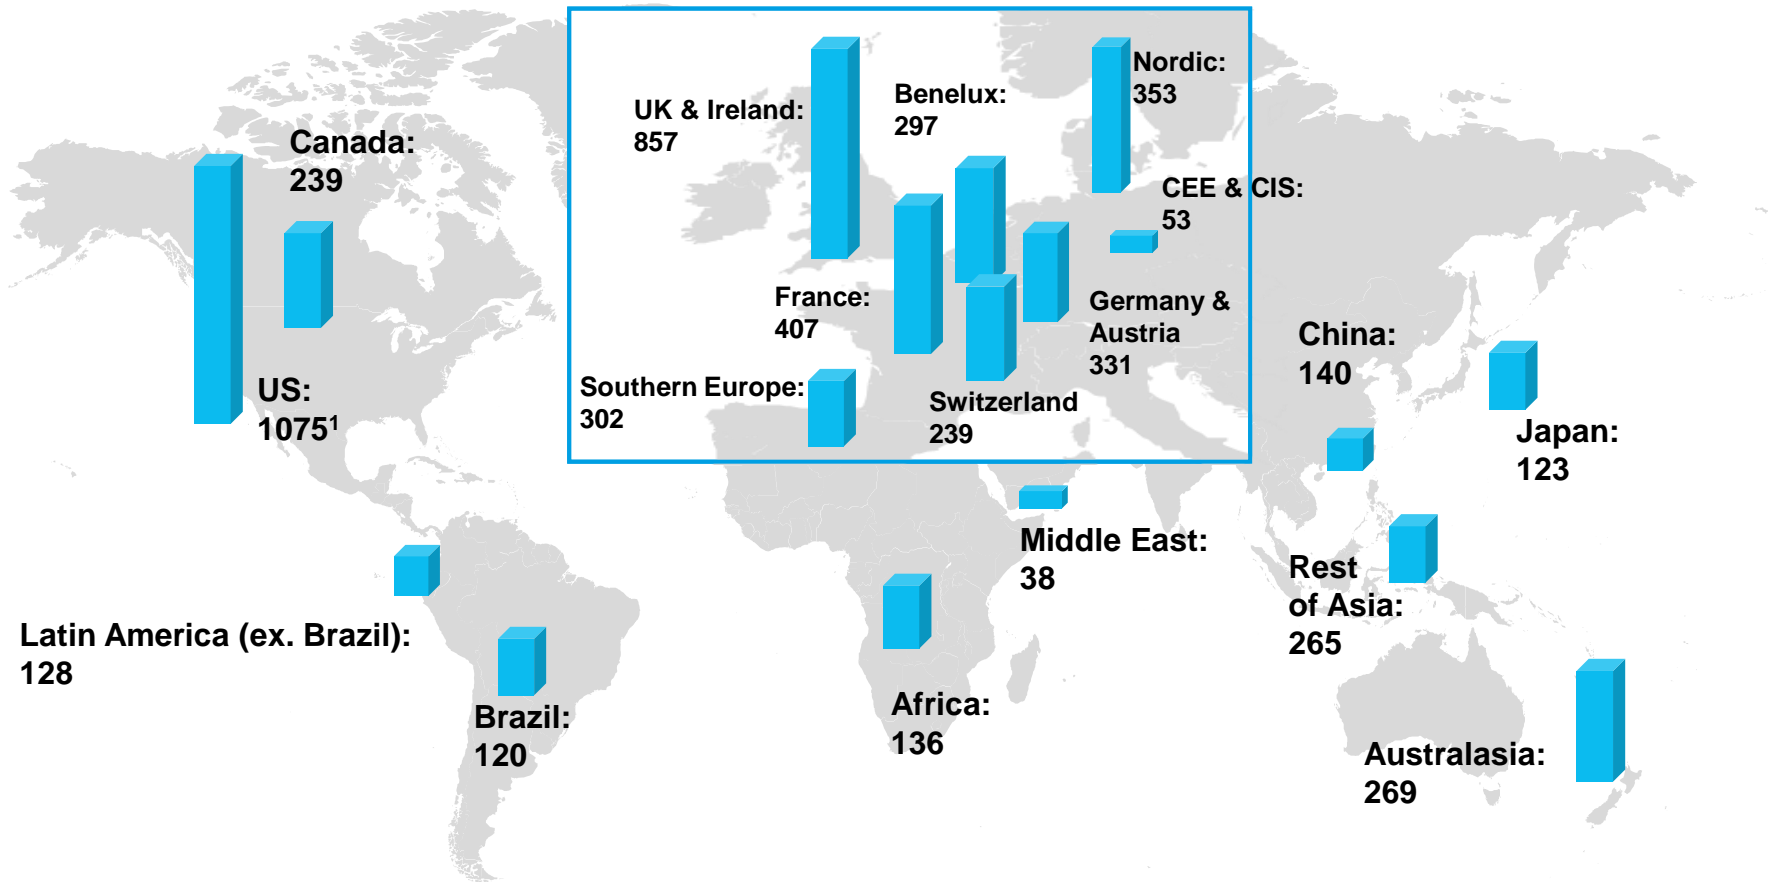 Canada:
239
US:
1075¹
Latin America (ex. Brazil):
128
Brazil:
120
UK & Ireland:
857
Benelux:
297
Nordic:
353
CEE & CIS:
53
France:
407
Germany &
Austria
331
Southern Europe:
302
Switzerland
239
Middle East:
38
Africa:
136
China:
140
Japan:
123
Rest
of Asia:
265
Australasia:
269